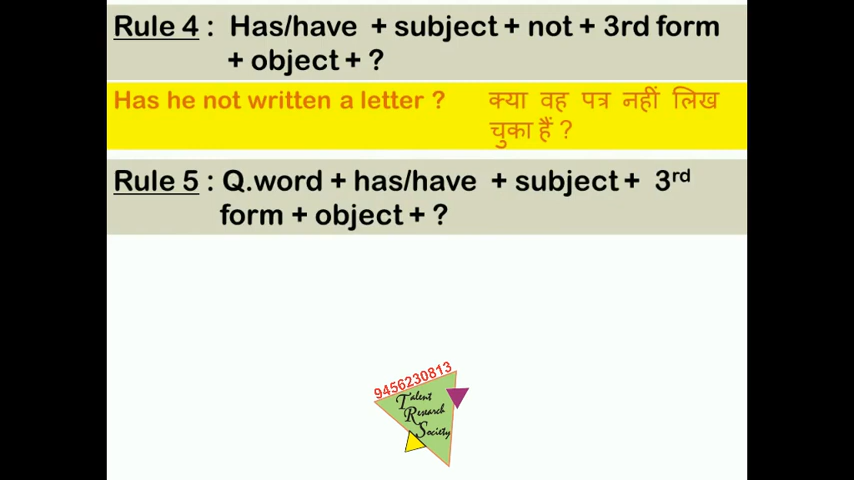 Rule 4 : Has/have + subject + not + 3rd form
+ object + ?
Has he not written a letter ? क्या वह पत्र नहीं लिख
चुका हैं ?
Rule 5 : Q.word + has/have + subject + 3rd
form + object + ?
9456230813
Talent
Research
Society